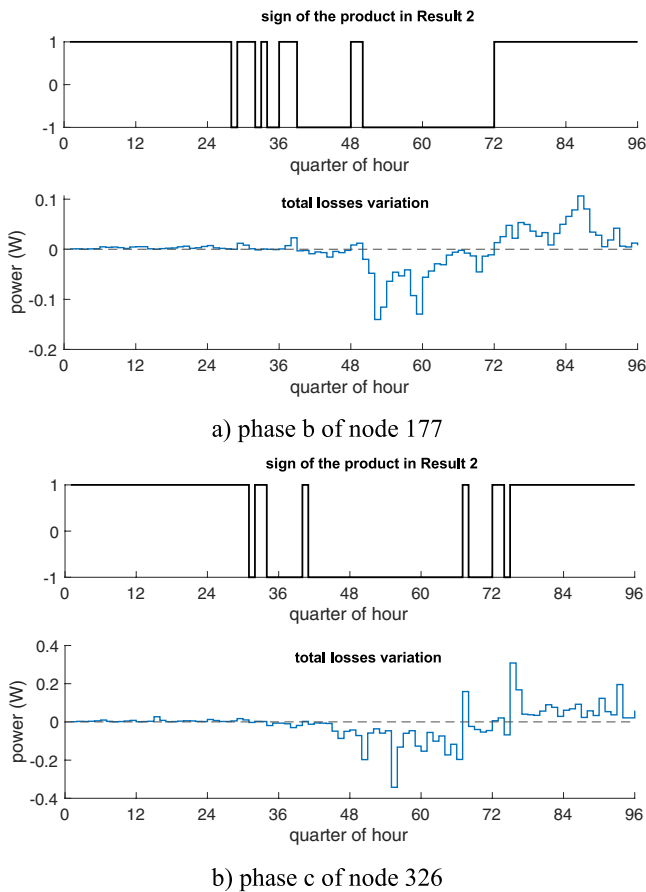 sign of the product in Result 2
1
0
-1
0 12 24 36 48 60 72 84 96
quarter of hour
total losses variation
0.1
0
-0.1
-0.2
power (W)
0 12 24 36 48 60 72 84 96
quarter of hour
a) phase b of node 177
sign of the product in Result 2
1
0
-1
0 12 24 36 48 60 72 84 96
quarter of hour
total losses variation
0.4
0.2
0
-0.2
-0.4
power (W)
0 12 24 36 48 60 72 84 96
quarter of hour
b) phase c of node 326